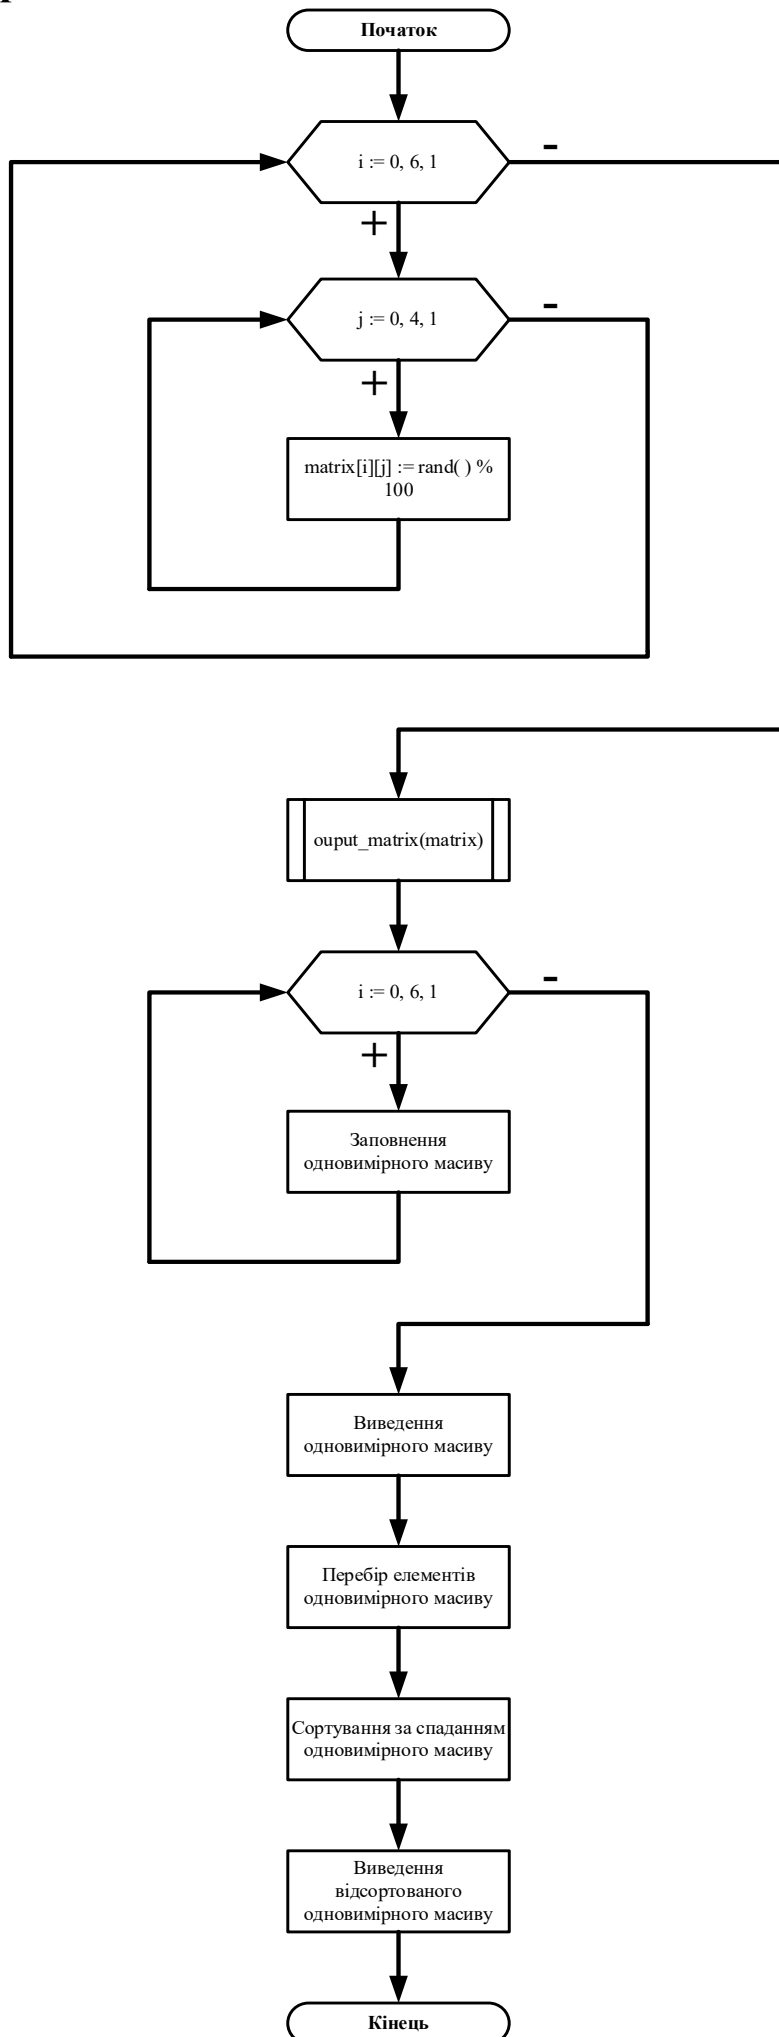 Початок
i := 0, 6, 1
-
+
j := 0, 4, 1
-
+
matrix[i][j] := rand( ) %
100
ouput_matrix(matrix)
i := 0, 6, 1
-
+
Заповнення
одновимірного масиву
Виведення
одновимірного масиву
Перебір елементів
одновимірного масиву
Сортування за спаданням
одновимірного масиву
Виведення
відсортованого
одновимірного масиву
Кінець